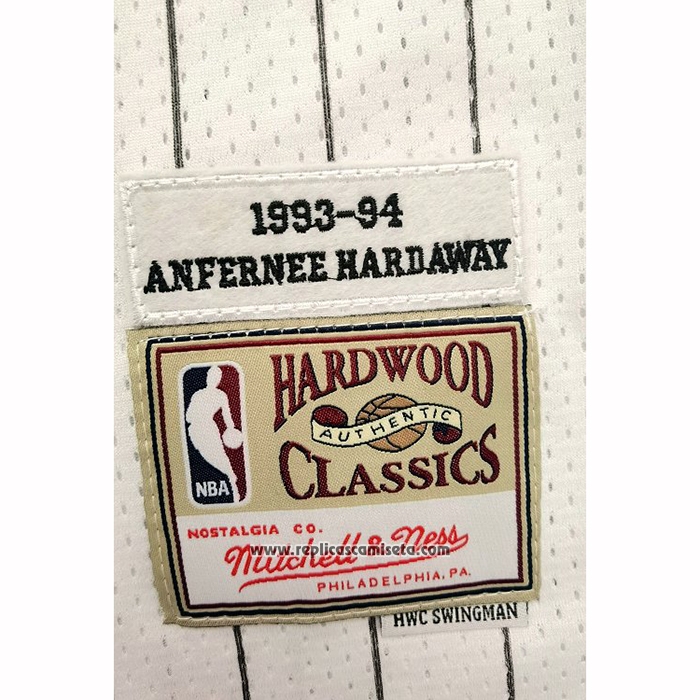 1993-94
ANFERNEE HARDAWAY
HARDWOOD
AUTHENTIC
CLASSICS
NBA
NOSTALGIA CO.
Mitchell & Ness
www.replicascamiseta.com
PHILADELPHIA, PA.
HWC SWINGMAN